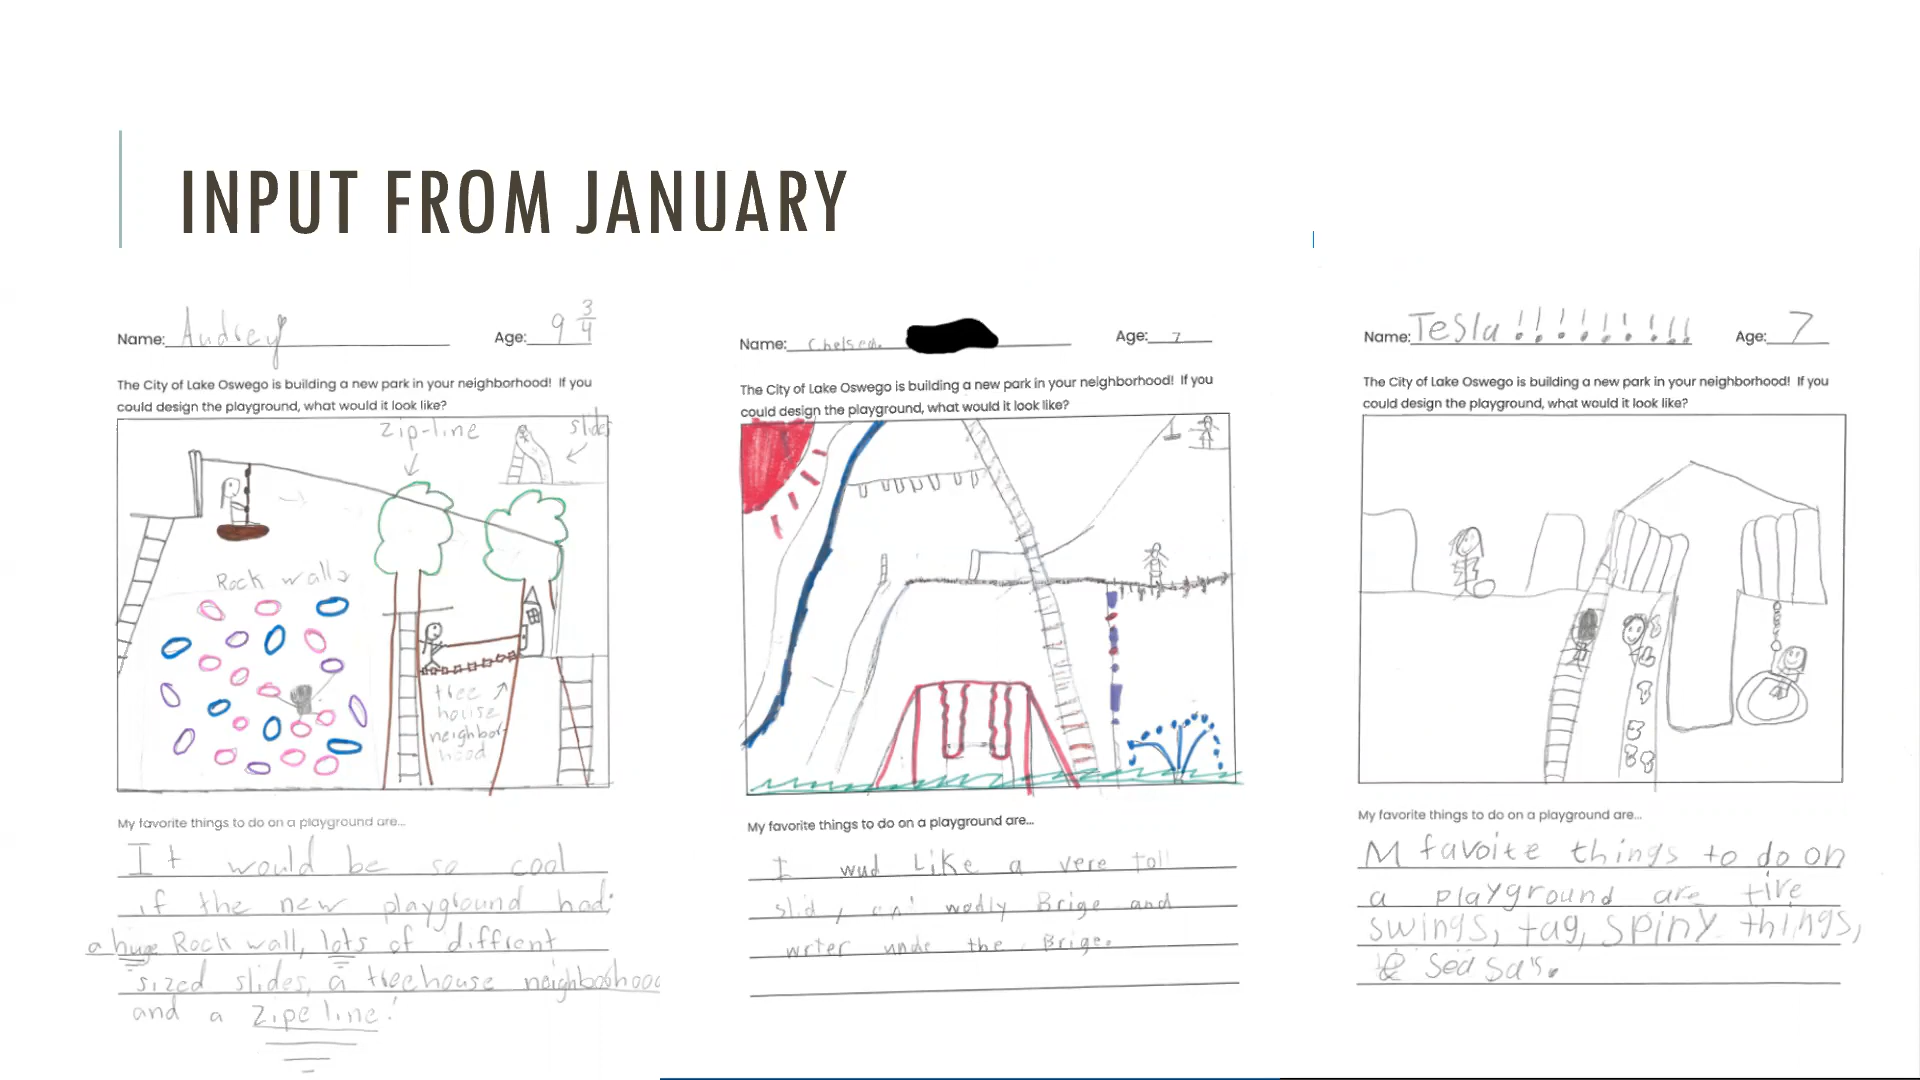 INPUT FROM JANUARY
Name: Audrey Age: 9 3/4
The City of Lake Oswego is building a new park in your neighborhood! If you
could design the playground, what would it look like?
zip-line
slides
Rock walls
tree
house
neighbor-
hood
My favorite things to do on a playground are...
It would be so cool
if the new playground had:
a huge Rock wall, lots of diffrent
sized slides, a treehouse neighborhood
and a zipe line!
Name: Chelsea Age: 7
The City of Lake Oswego is building a new park in your neighborhood! If you
could design the playground, what would it look like?
My favorite things to do on a playground are...
I wud Like a vere toll
slid, wodly Brige and
wrter unde the Brige.
Name: Tesla!!!!!!!!! Age: 7
The City of Lake Oswego is building a new park in your neighborhood! If you
could design the playground, what would it look like?
My favorite things to do on a playground are...
M favoite things to do on
a playground are tire
swings, tag, spiny things,
& sea sa's.